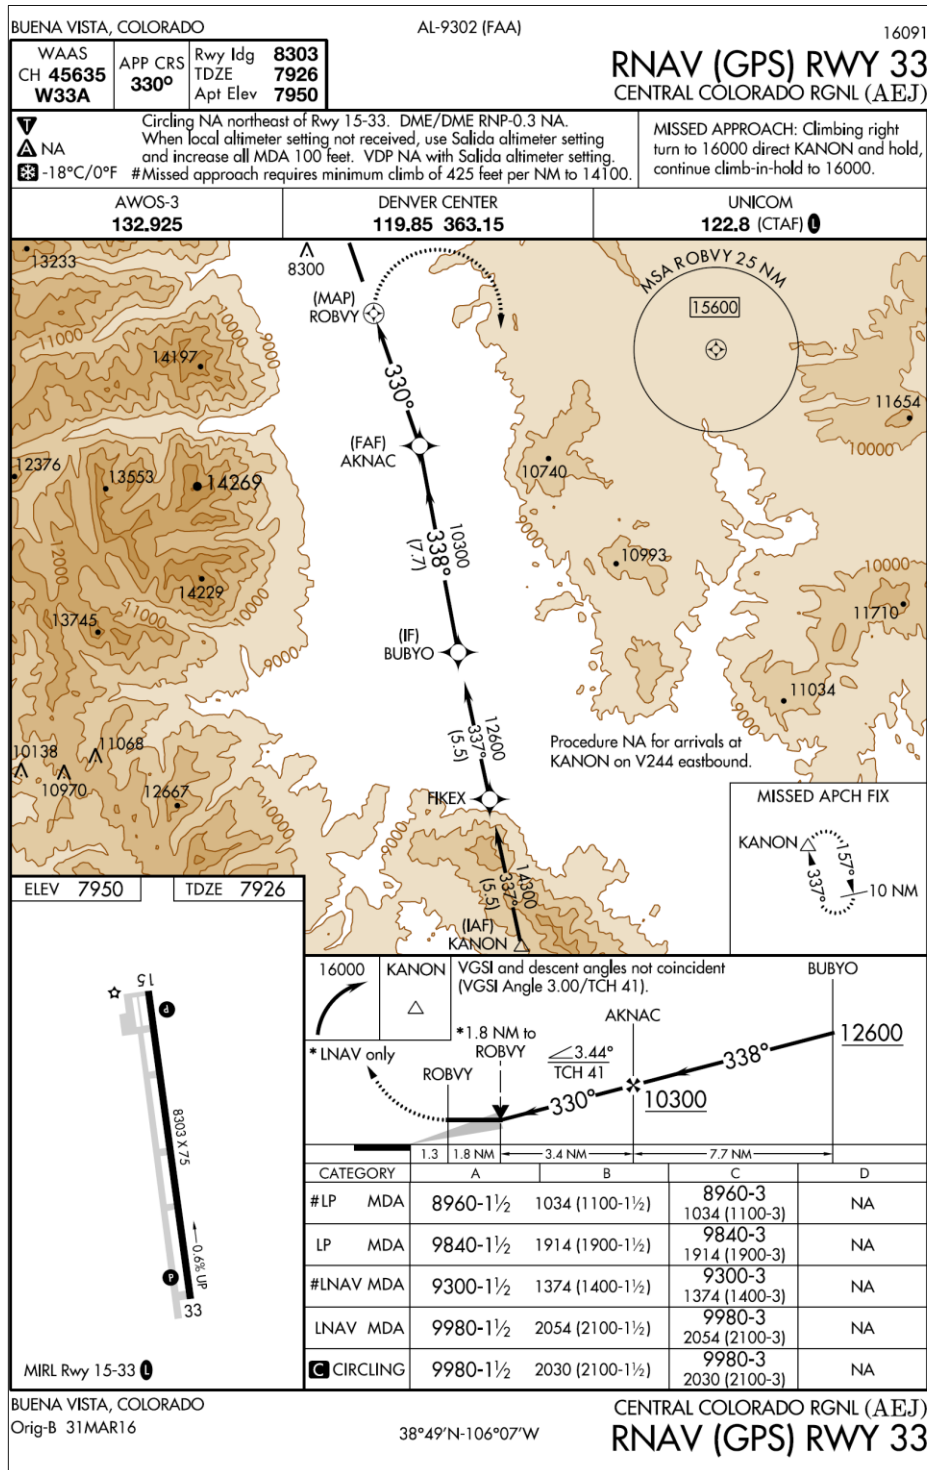 BUENA VISTA, COLORADO
AL-9302 (FAA)
16091
WAAS
CH 45635
W33A
APP CRS
330°
Rwy ldg 8303
TDZE 7926
Apt Elev 7950
RNAV (GPS) RWY 33
CENTRAL COLORADO RGNL (AEJ)
T
A NA
-18°C/0°F
Circling NA northeast of Rwy 15-33. DME/DME RNP-0.3 NA.
When local altimeter setting not received, use Salida altimeter setting
and increase all MDA 100 feet. VDP NA with Salida altimeter setting.
#Missed approach requires minimum climb of 425 feet per NM to 14100.
MISSED APPROACH: Climbing right
turn to 16000 direct KANON and hold,
continue climb-in-hold to 16000.
AWOS-3
132.925
DENVER CENTER
119.85 363.15
UNICOM
122.8 (CTAF) L
13233
8300
MSA ROBVY 25 NM
15600
(MAP)
ROBVY
10000
11000
14197
9000
330°
11654
10000
(FAF)
AKNAC
12376
13553
14269
10740
10000
10300
338°
(7.7)
9000
12000
10993
10000
14229
11000
11710
13745
(IF)
BUBYO
9000
11034
9000
12600
337°
(5.5)
Procedure NA for arrivals at
KANON on V244 eastbound.
10138
11068
10970
12667
FIKEX
9000
14300
337°
(5.5)
(IAF)
KANON
MISSED APCH FIX
KANON
157°
337°
10 NM
ELEV 7950
TDZE 7926
15
P
8303 X 75
0.6% UP
P
33
MIRL Rwy 15-33 L
16000
KANON
VGSI and descent angles not coincident
(VGSI Angle 3.00/TCH 41).
BUBYO
AKNAC
*1.8 NM to
ROBVY
* LNAV only
ROBVY
3.44°
TCH 41
12600
338°
330°
10300
1.3
1.8 NM
3.4 NM
7.7 NM
CATEGORY A B C D
#LP MDA 8960-1½ 1034 (1100-1½) 8960-3 NA
1034 (1100-3)
LP MDA 9840-1½ 1914 (1900-1½) 9840-3 NA
1914 (1900-3)
#LNAV MDA 9300-1½ 1374 (1400-1½) 9300-3 NA
1374 (1400-3)
LNAV MDA 9980-1½ 2054 (2100-1½) 9980-3 NA
2054 (2100-3)
C CIRCLING 9980-1½ 2030 (2100-1½) 9980-3 NA
2030 (2100-3)
BUENA VISTA, COLORADO
Orig-B 31MAR16
38°49'N-106°07'W
CENTRAL COLORADO RGNL (AEJ)
RNAV (GPS) RWY 33